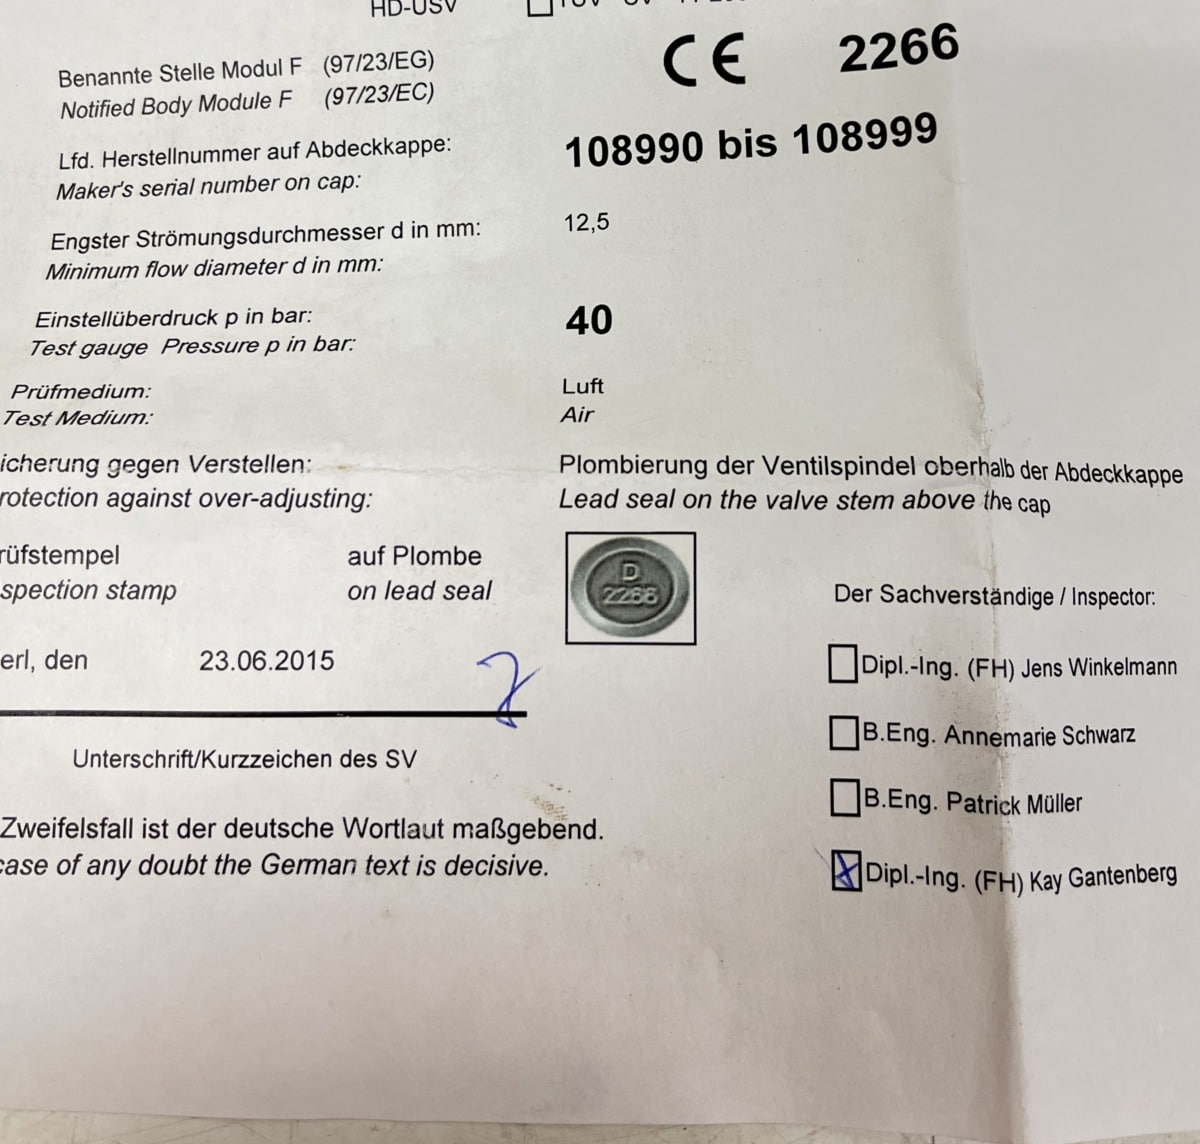 HD-USV
Benannte Stelle Modul F (97/23/EG)
Notified Body Module F (97/23/EC)
CE 2266
Lfd. Herstellnummer auf Abdeckkappe:
Maker's serial number on cap:
108990 bis 108999
Engster Strömungsdurchmesser d in mm:
Minimum flow diameter d in mm:
12,5
Einstellüberdruck p in bar:
Test gauge Pressure p in bar:
40
Prüfmedium:
Test Medium:
Luft
Air
icherung gegen Verstellen:
rotection against over-adjusting:
Plombierung der Ventilspindel oberhalb der Abdeckkappe
Lead seal on the valve stem above the cap
rüfstempel
spection stamp
auf Plombe
on lead seal
D
2266
Der Sachverständige / Inspector:
erl, den 23.06.2015
Unterschrift/Kurzzeichen des SV
Dipl.-Ing. (FH) Jens Winkelmann
B.Eng. Annemarie Schwarz
B.Eng. Patrick Müller
Dipl.-Ing. (FH) Kay Gantenberg
Zweifelsfall ist der deutsche Wortlaut maßgebend.
case of any doubt the German text is decisive.